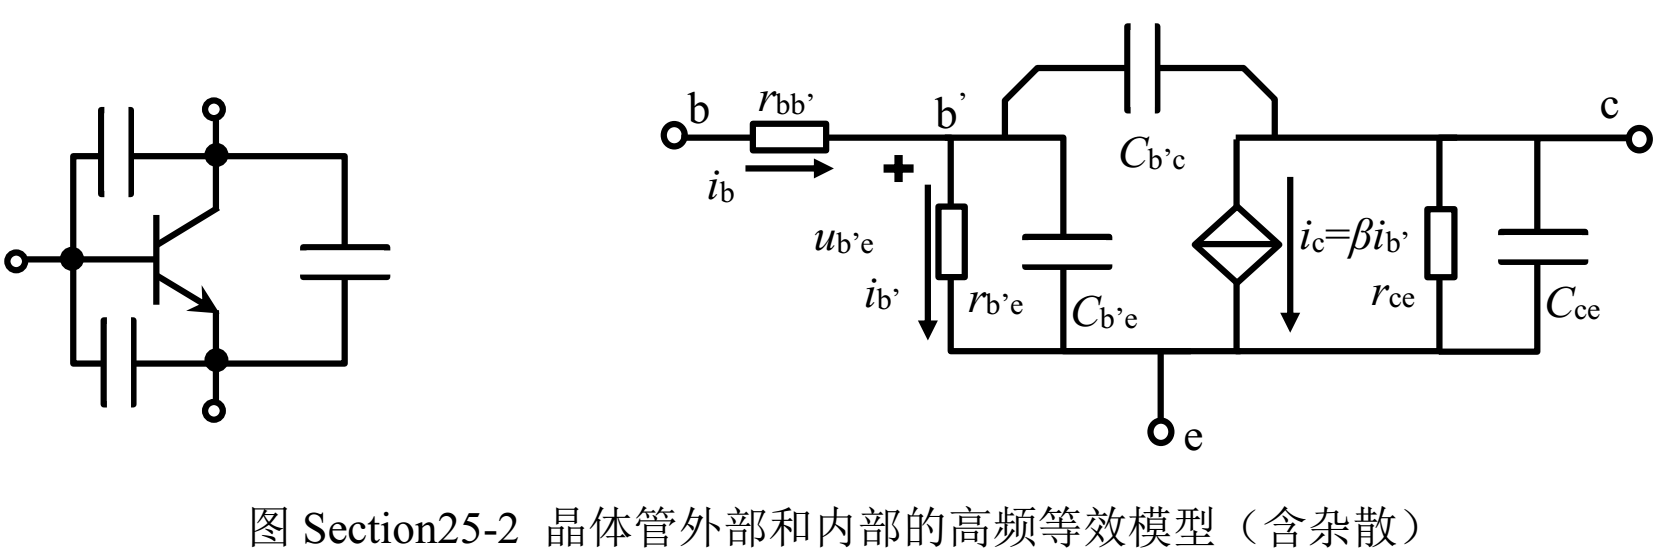 b
r_bb’
b’
c
C_b’c
i_b
u_b’e
i_b’
r_b’e
C_b’e
i_c=βi_b’
r_ce
C_ce
e
图 Section25-2 晶体管外部和内部的高频等效模型（含杂散）